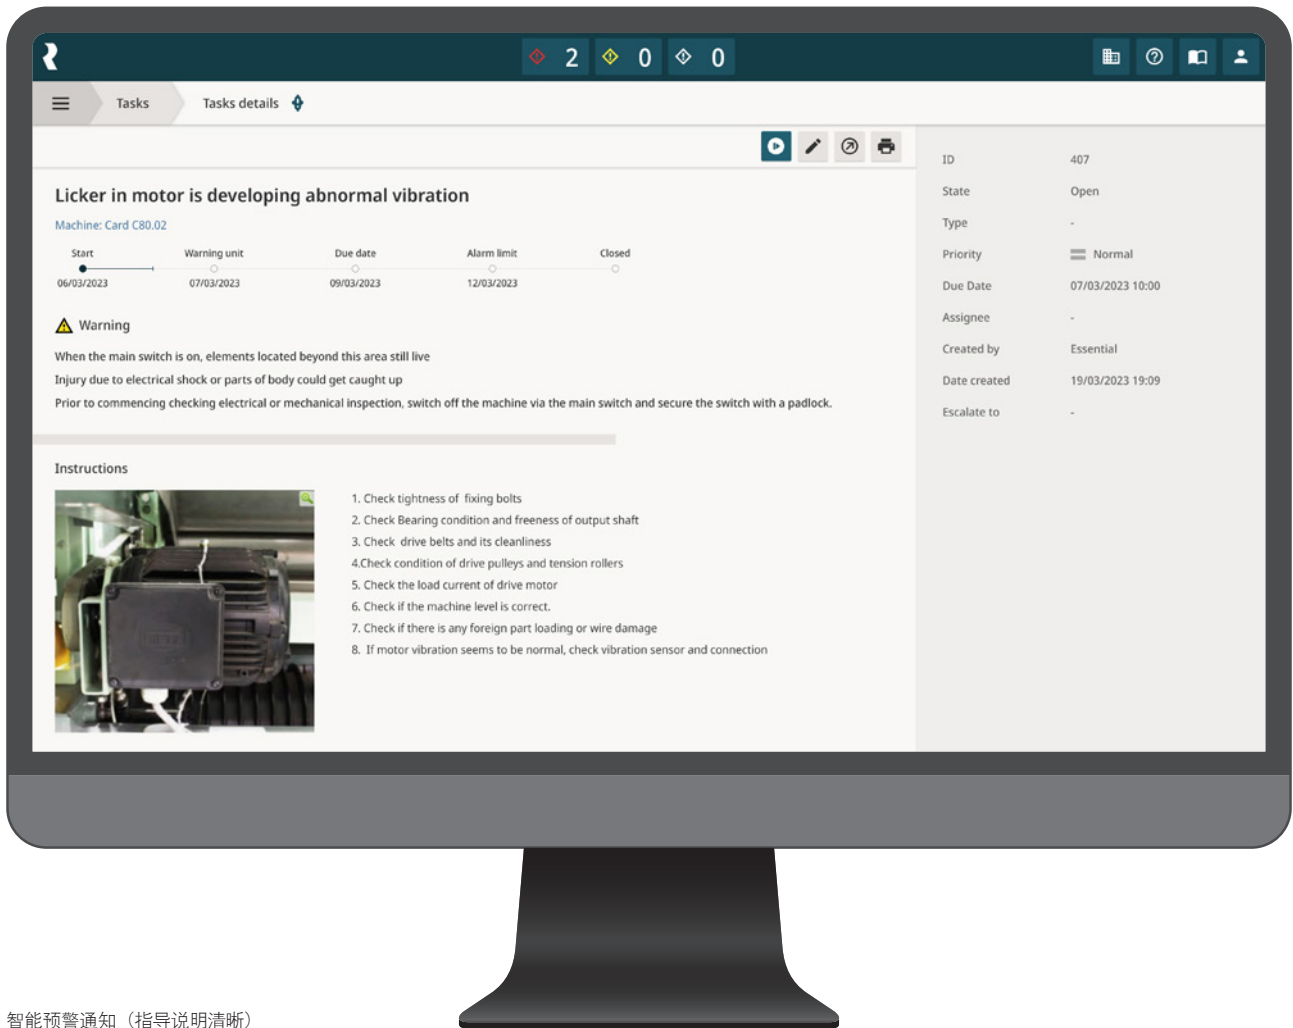 2 0 0
Tasks Tasks details
Licker in motor is developing abnormal vibration
Machine: Card C80.02
Start Warning unit Due date Alarm limit Closed
06/03/2023 07/03/2023 09/03/2023 12/03/2023
Warning
When the main switch is on, elements located beyond this area still live
Injury due to electrical shock or parts of body could get caught up
Prior to commencing checking electrical or mechanical inspection, switch off the machine via the main switch and secure the switch with a padlock.
Instructions
1. Check tightness of fixing bolts
2. Check Bearing condition and freeness of output shaft
3. Check drive belts and its cleanliness
4.Check condition of drive pulleys and tension rollers
5. Check the load current of drive motor
6. Check if the machine level is correct.
7. Check if there is any foreign part loading or wire damage
8. If motor vibration seems to be normal, check vibration sensor and connection
ID 407
State Open
Type -
Priority Normal
Due Date 07/03/2023 10:00
Assignee -
Created by Essential
Date created 19/03/2023 19:09
Escalate to -
智能预警通知（指导说明清晰）